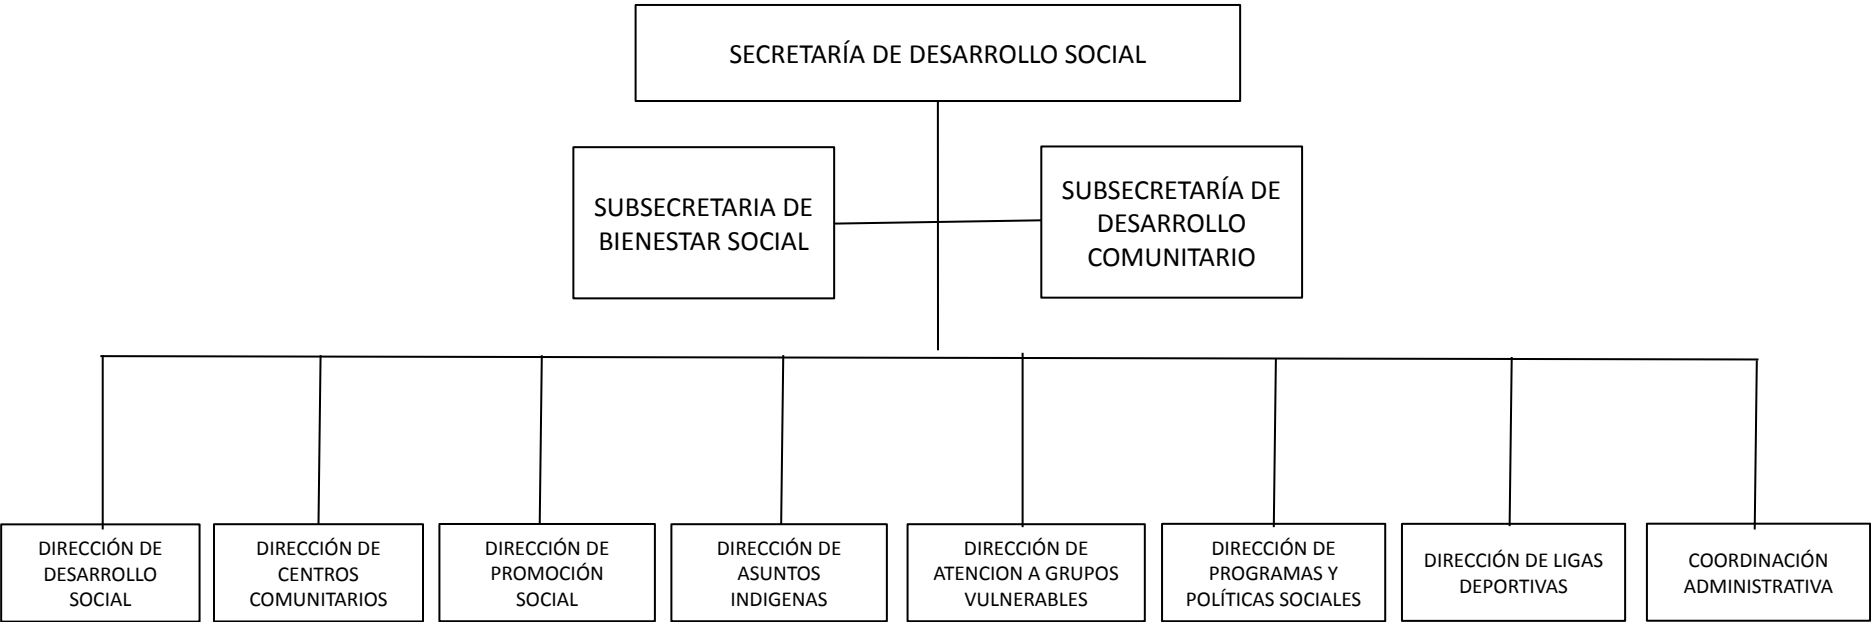 SECRETARÍA DE DESARROLLO SOCIAL
SUBSECRETARIA DE
BIENESTAR SOCIAL
SUBSECRETARÍA DE
DESARROLLO
COMUNITARIO
DIRECCIÓN DE
DESARROLLO
SOCIAL
DIRECCIÓN DE
CENTROS
COMUNITARIOS
DIRECCIÓN DE
PROMOCIÓN
SOCIAL
DIRECCIÓN DE
ASUNTOS
INDIGENAS
DIRECCIÓN DE
ATENCION A GRUPOS
VULNERABLES
DIRECCIÓN DE
PROGRAMAS Y
POLÍTICAS SOCIALES
DIRECCIÓN DE LIGAS
DEPORTIVAS
COORDINACIÓN
ADMINISTRATIVA